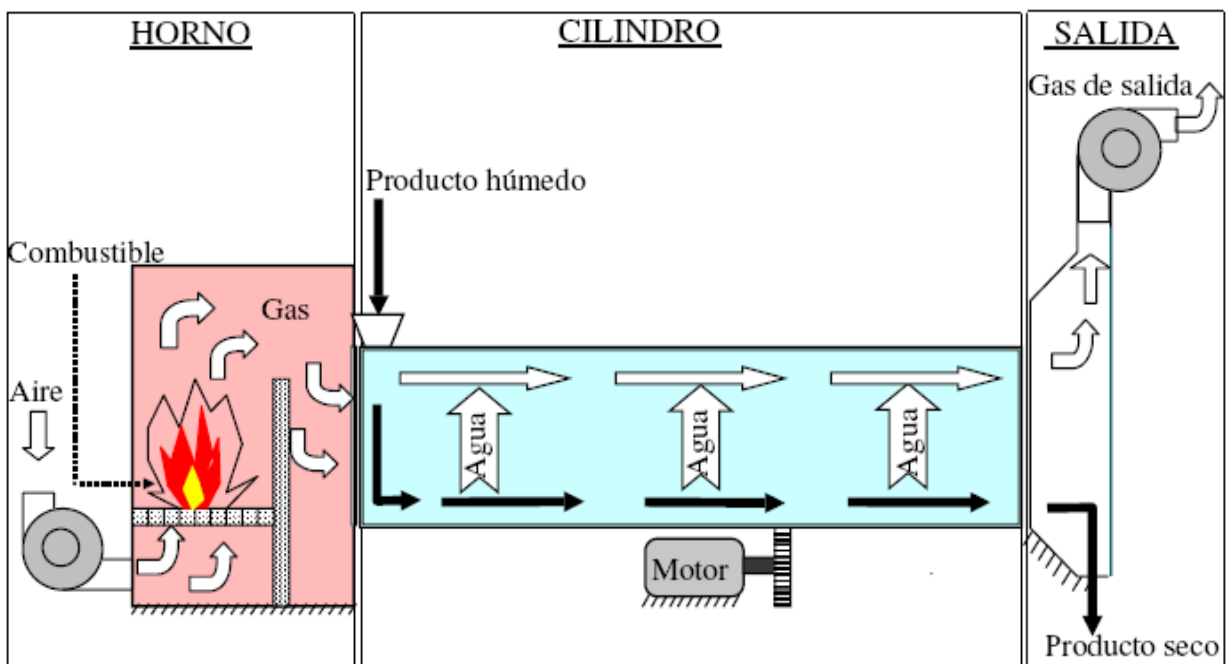 HORNO
CILINDRO
SALIDA
Gas de salida
Producto húmedo
Combustible
Gas
Aire
Agua
Agua
Agua
Motor
Producto seco